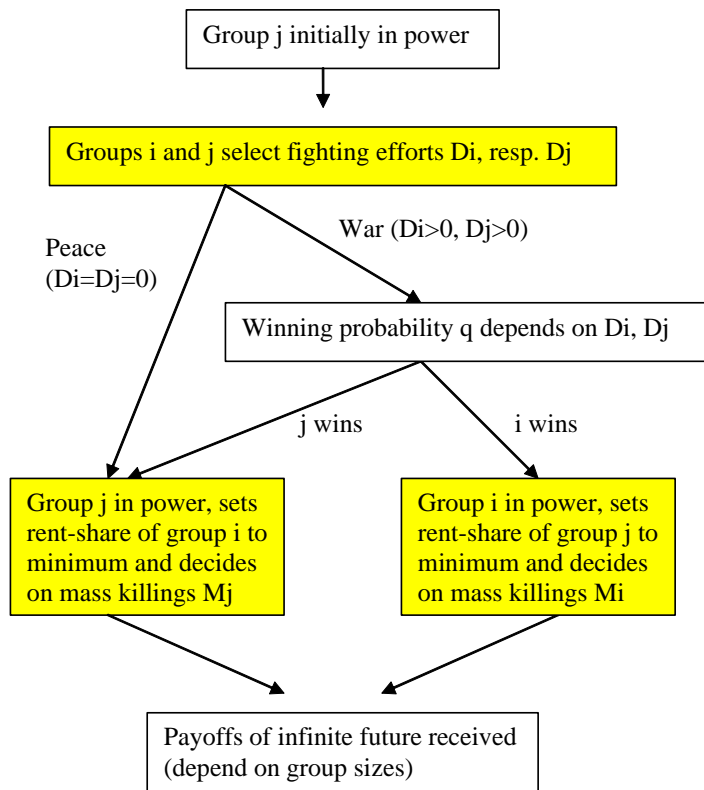 Group j initially in power
Groups i and j select fighting efforts Di, resp. Dj
War (Di>0, Dj>0)
Peace
(Di=Dj=0)
Winning probability q depends on Di, Dj
j wins
i wins
Group j in power, sets
rent-share of group i to
minimum and decides
on mass killings Mj
Group i in power, sets
rent-share of group j to
minimum and decides
on mass killings Mi
Payoffs of infinite future received
(depend on group sizes)